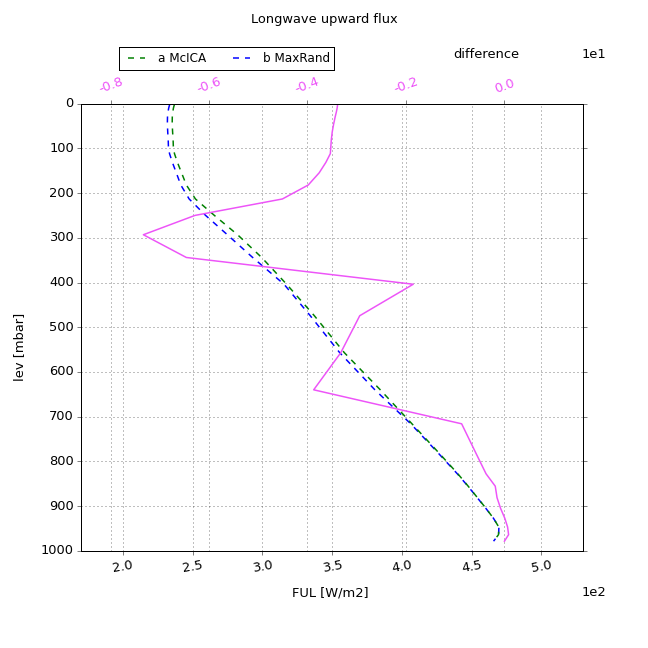 Longwave upward flux
a McICA
b MaxRand
difference
1e1
-0.8
-0.6
-0.4
-0.2
0.0
0
100
200
300
400
500
600
700
800
900
1000
lev [mbar]
2.0
2.5
3.0
3.5
4.0
4.5
5.0
FUL [W/m2]
1e2